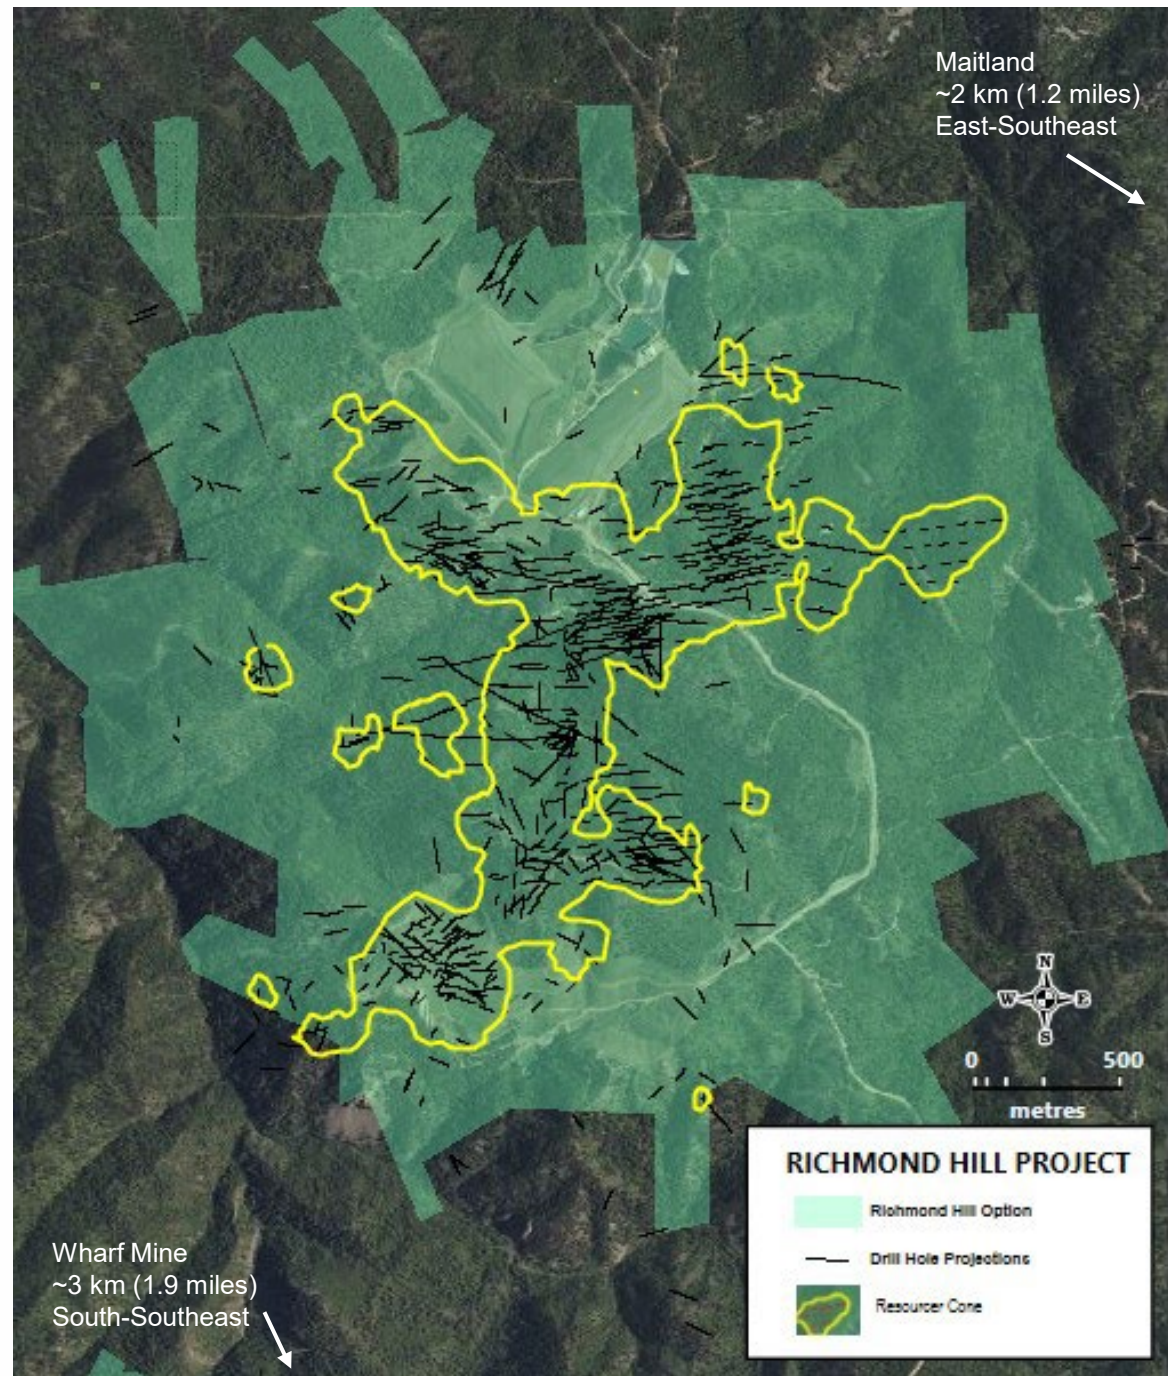 Maitland
~2 km (1.2 miles)
East-Southeast
N
W E
S
0 500
metres
RICHMOND HILL PROJECT
Richmond Hill Option
Drill Hole Projections
Resourcer Cone
Wharf Mine
~3 km (1.9 miles)
South-Southeast